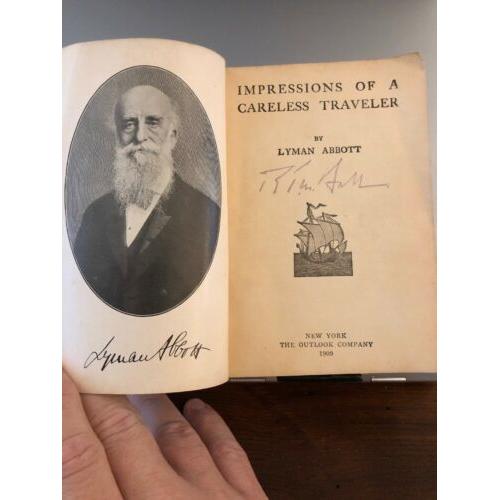 Lyman Abbott
IMPRESSIONS OF A
CARELESS TRAVELER
BY
LYMAN ABBOTT
NEW YORK
THE OUTLOOK COMPANY
1909